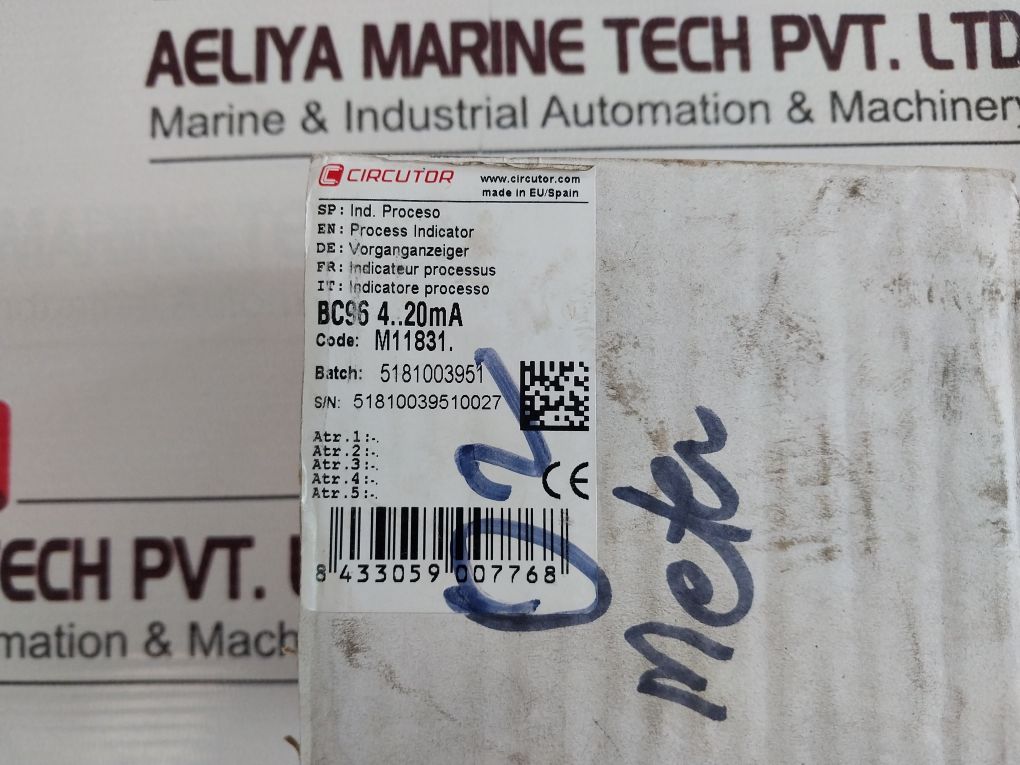 AELIYA MARINE TECH PVT. LTD
Marine & Industrial Automation & Machinery
CIRCUTOR
www.circutor.com
made in EU/Spain
SP: Ind. Proceso
EN: Process Indicator
DE: Vorganganzeiger
FR: Indicateur processus
IT: Indicatore processo
BC96 4..20mA
Code: M11831.
Batch: 5181003951
S/N: 51810039510027
Atr.1:-.
Atr.2:-.
Atr.3:-.
Atr.4:-.
Atr.5:-.
CE
8 433059 007768
02
Meter
ECH PVT.
mation & Mach